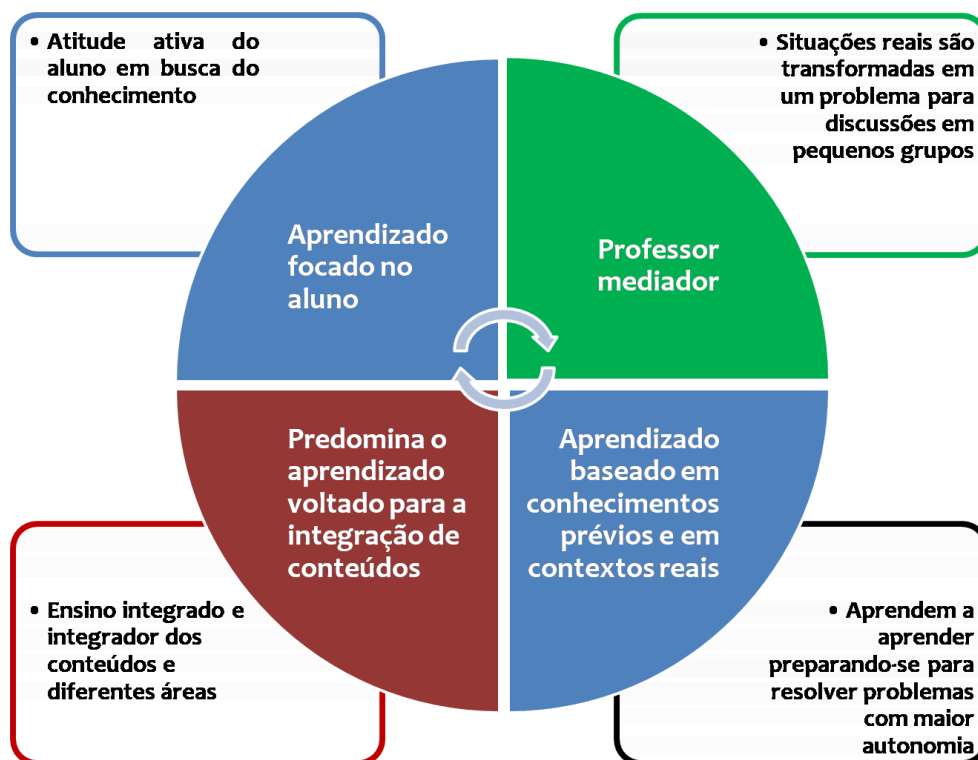 • Atitude ativa do
aluno em busca do
conhecimento
• Situações reais são
transformadas em
um problema para
discussões em
pequenos grupos
Aprendizado
focado no
aluno
Professor
mediador
Predomina o
aprendizado
voltado para a
integração de
conteúdos
Aprendizado
baseado em
conhecimentos
prévios e em
contextos reais
• Ensino integrado e
integrador dos
conteúdos e
diferentes áreas
• Aprendem a
aprender
preparando-se para
resolver problemas
com maior
autonomia